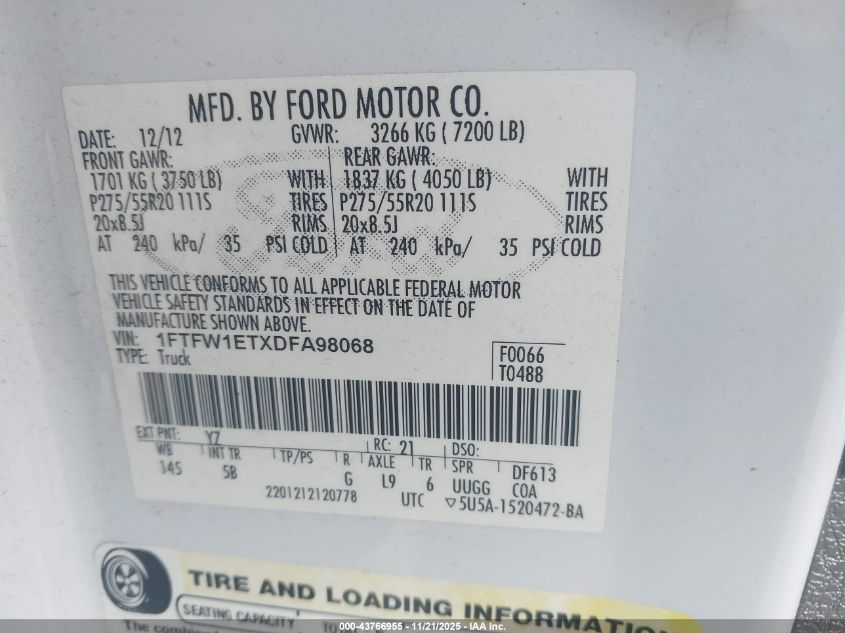 MFD. BY FORD MOTOR CO.
DATE: 12/12 GVWR: 3266 KG ( 7200 LB)
FRONT GAWR: REAR GAWR:
1701 KG ( 3750 LB) WITH 1837 KG ( 4050 LB) WITH
P275/55R20 111S TIRES P275/55R20 111S TIRES
20x8.5J RIMS 20x8.5J RIMS
AT 240 kPa/ 35 PSI COLD AT 240 kPa/ 35 PSI COLD
THIS VEHICLE CONFORMS TO ALL APPLICABLE FEDERAL MOTOR
VEHICLE SAFETY STANDARDS IN EFFECT ON THE DATE OF
MANUFACTURE SHOWN ABOVE.
VIN: 1FTFW1ETXDFA98068
TYPE: Truck
F0066
T0488
EXT PNT: YZ RC: 21 DSO:
WB INT TR TP/PS R AXLE TR SPR DF613
145 5B G L9 6 UUGG COA
2201212120778 UTC ▽5U5A-1520472-BA
TIRE AND LOADING INFORMATION
SEATING CAPACITY
The
000-43766955 - 11/21/2025 - IAA Inc.